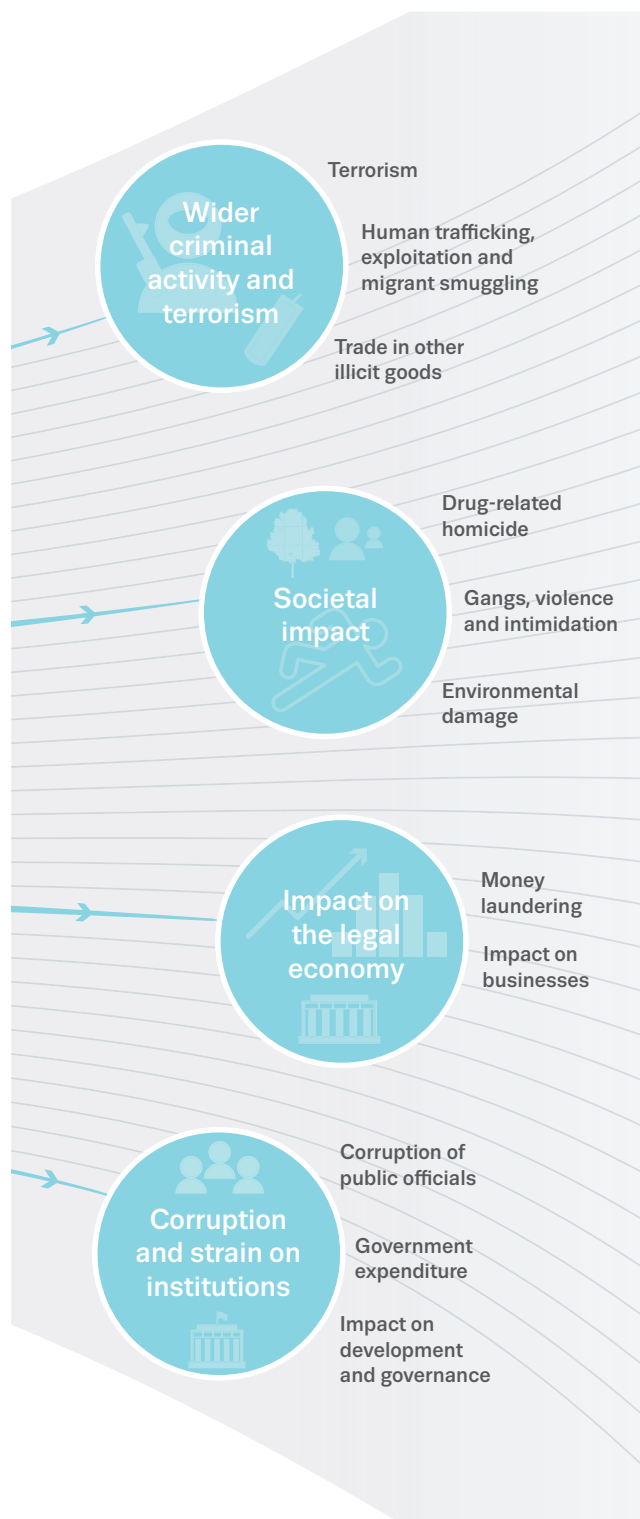 Wider
criminal
activity and
terrorism
Terrorism
Human trafficking,
exploitation and
migrant smuggling
Trade in other
illicit goods
Societal
impact
Drug-related
homicide
Gangs, violence
and intimidation
Environmental
damage
Impact on
the legal
economy
Money
laundering
Impact on
businesses
Corruption
and strain on
institutions
Corruption of
public officials
Government
expenditure
Impact on
development
and governance